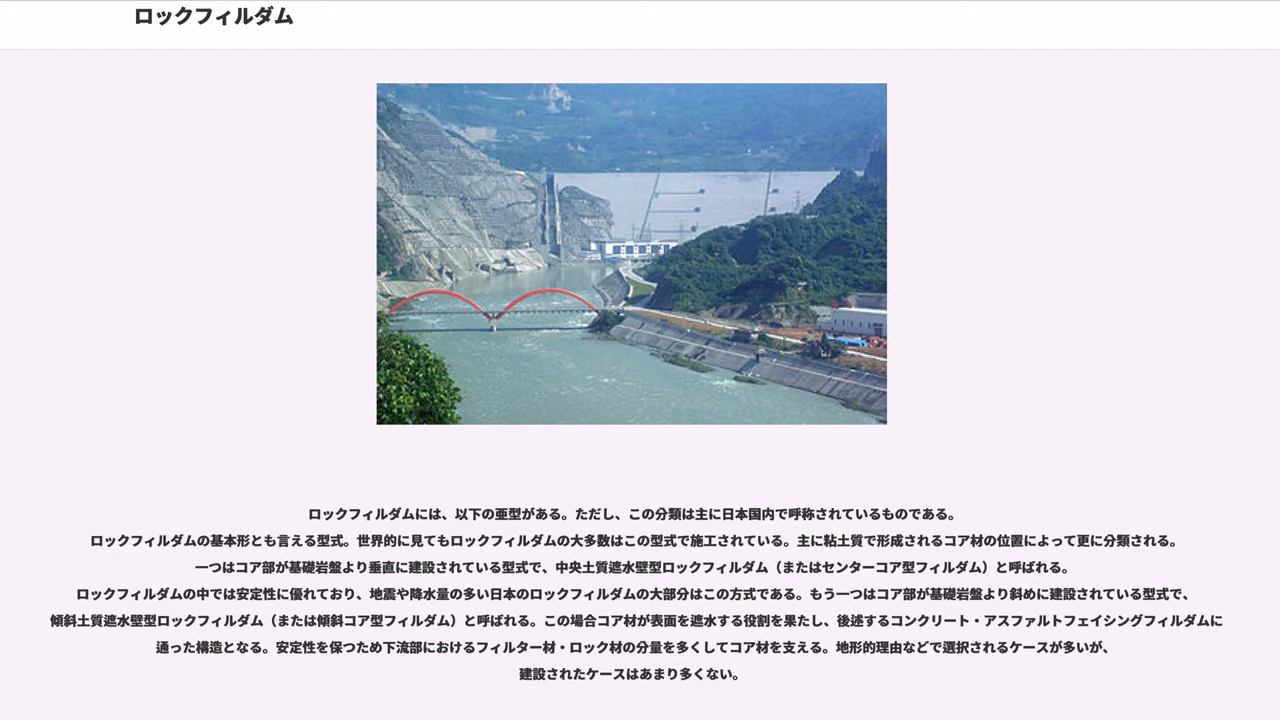 ロックフィルダム
ロックフィルダムには、以下の亜型がある。ただし、この分類は主に日本国内で呼称されているものである。
ロックフィルダムの基本形とも言える型式。世界的に見てもロックフィルダムの大多数はこの型式で施工されている。主に粘土質で形成されるコア材の位置によって更に分類される。
一つはコア部が基礎岩盤より垂直に建設されている型式で、中央土質遮水壁型ロックフィルダム（またはセンターコア型フィルダム）と呼ばれる。
ロックフィルダムの中では安定性に優れており、地震や降水量の多い日本のロックフィルダムの大部分はこの方式である。もう一つはコア部が基礎岩盤より斜めに建設されている型式で、
傾斜土質遮水壁型ロックフィルダム（または傾斜コア型フィルダム）と呼ばれる。この場合コア材が表面を遮水する役割を果たし、後述するコンクリート・アスファルトフェイシングフィルダムに
通った構造となる。安定性を保つため下流部におけるフィルター材・ロック材の分量を多くしてコア材を支える。地形的理由などで選択されるケースが多いが、
建設されたケースはあまり多くない。